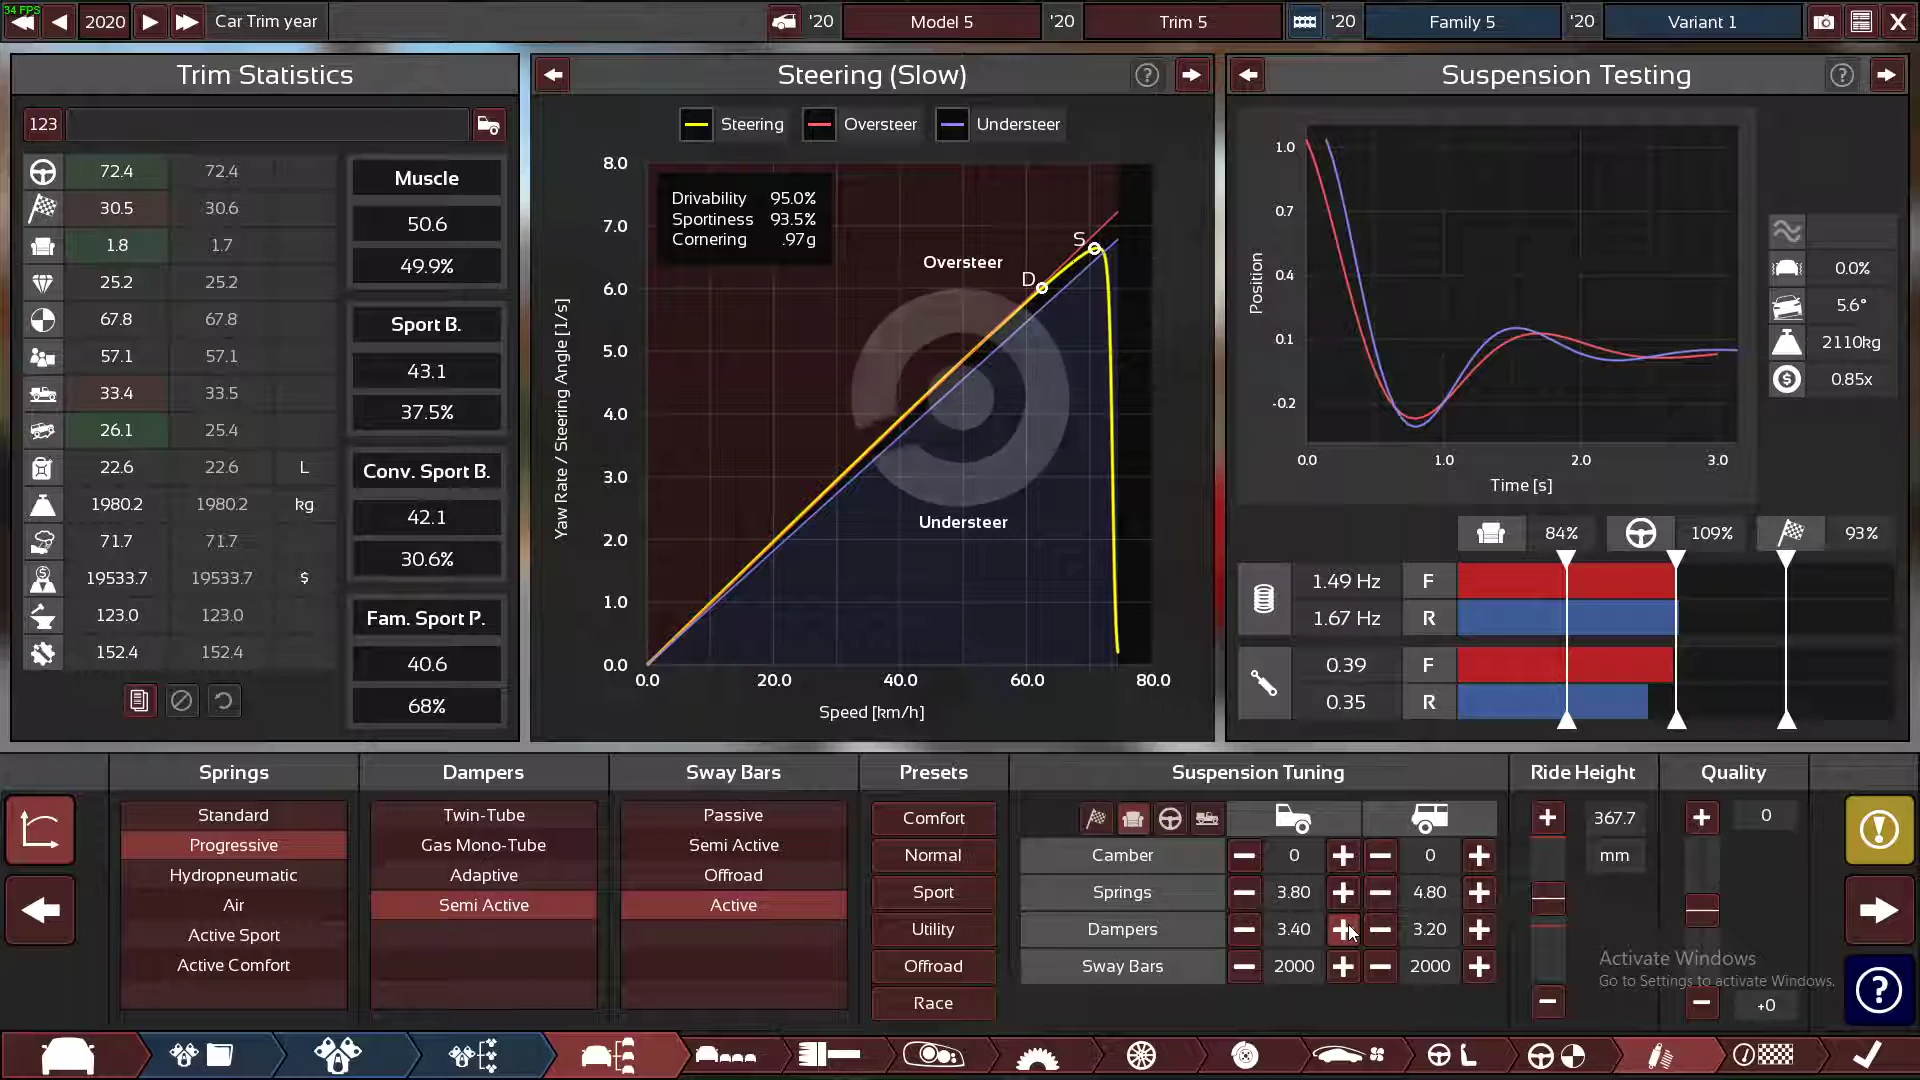 34 FPS
2020
Car Trim year
'20
Model 5
'20
Trim 5
'20
Family 5
'20
Variant 1
Trim Statistics
123
72.4 72.4
30.5 30.6
1.8 1.7
25.2 25.2
67.8 67.8
57.1 57.1
33.4 33.5
26.1 25.4
22.6 22.6 L
1980.2 1980.2 kg
71.7 71.7
19533.7 19533.7 $
123.0 123.0
152.4 152.4
Muscle
50.6
49.9%
Sport B.
43.1
37.5%
Conv. Sport B.
42.1
30.6%
Fam. Sport P.
40.6
68%
Steering (Slow)
?
Steering Oversteer Understeer
Drivability 95.0%
Sportiness 93.5%
Cornering .97g
Oversteer
Understeer
S
D
Yaw Rate / Steering Angle [1/s]
8.0
7.0
6.0
5.0
4.0
3.0
2.0
1.0
0.0
0.0 20.0 40.0 60.0 80.0
Speed [km/h]
Suspension Testing
?
Position
1.0
0.7
0.4
0.1
-0.2
0.0 1.0 2.0 3.0
Time [s]
0.0%
5.6°
2110kg
0.85x
84% 109% 93%
1.49 Hz F
1.67 Hz R
0.39 F
0.35 R
Springs
Standard
Progressive
Hydropneumatic
Air
Active Sport
Active Comfort
Dampers
Twin-Tube
Gas Mono-Tube
Adaptive
Semi Active
Sway Bars
Passive
Semi Active
Offroad
Active
Presets
Comfort
Normal
Sport
Utility
Offroad
Race
Suspension Tuning
Camber 0 0
Springs 3.80 4.80
Dampers 3.40 3.20
Sway Bars 2000 2000
Ride Height
367.7
mm
Quality
0
+0
Activate Windows
Go to Settings to activate Windows.